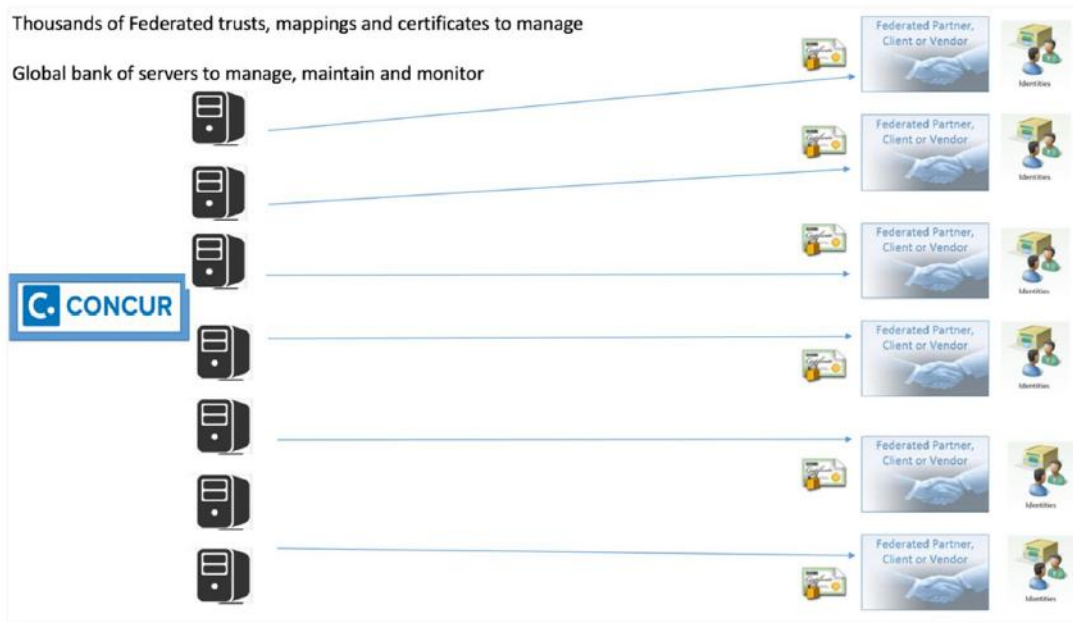 Thousands of Federated trusts, mappings and certificates to manage
Global bank of servers to manage, maintain and monitor
C. CONCUR
Federated Partner,
Client or Vendor
Identities
Federated Partner,
Client or Vendor
Identities
Federated Partner,
Client or Vendor
Identities
Federated Partner,
Client or Vendor
Identities
Federated Partner,
Client or Vendor
Identities
Federated Partner,
Client or Vendor
Identities